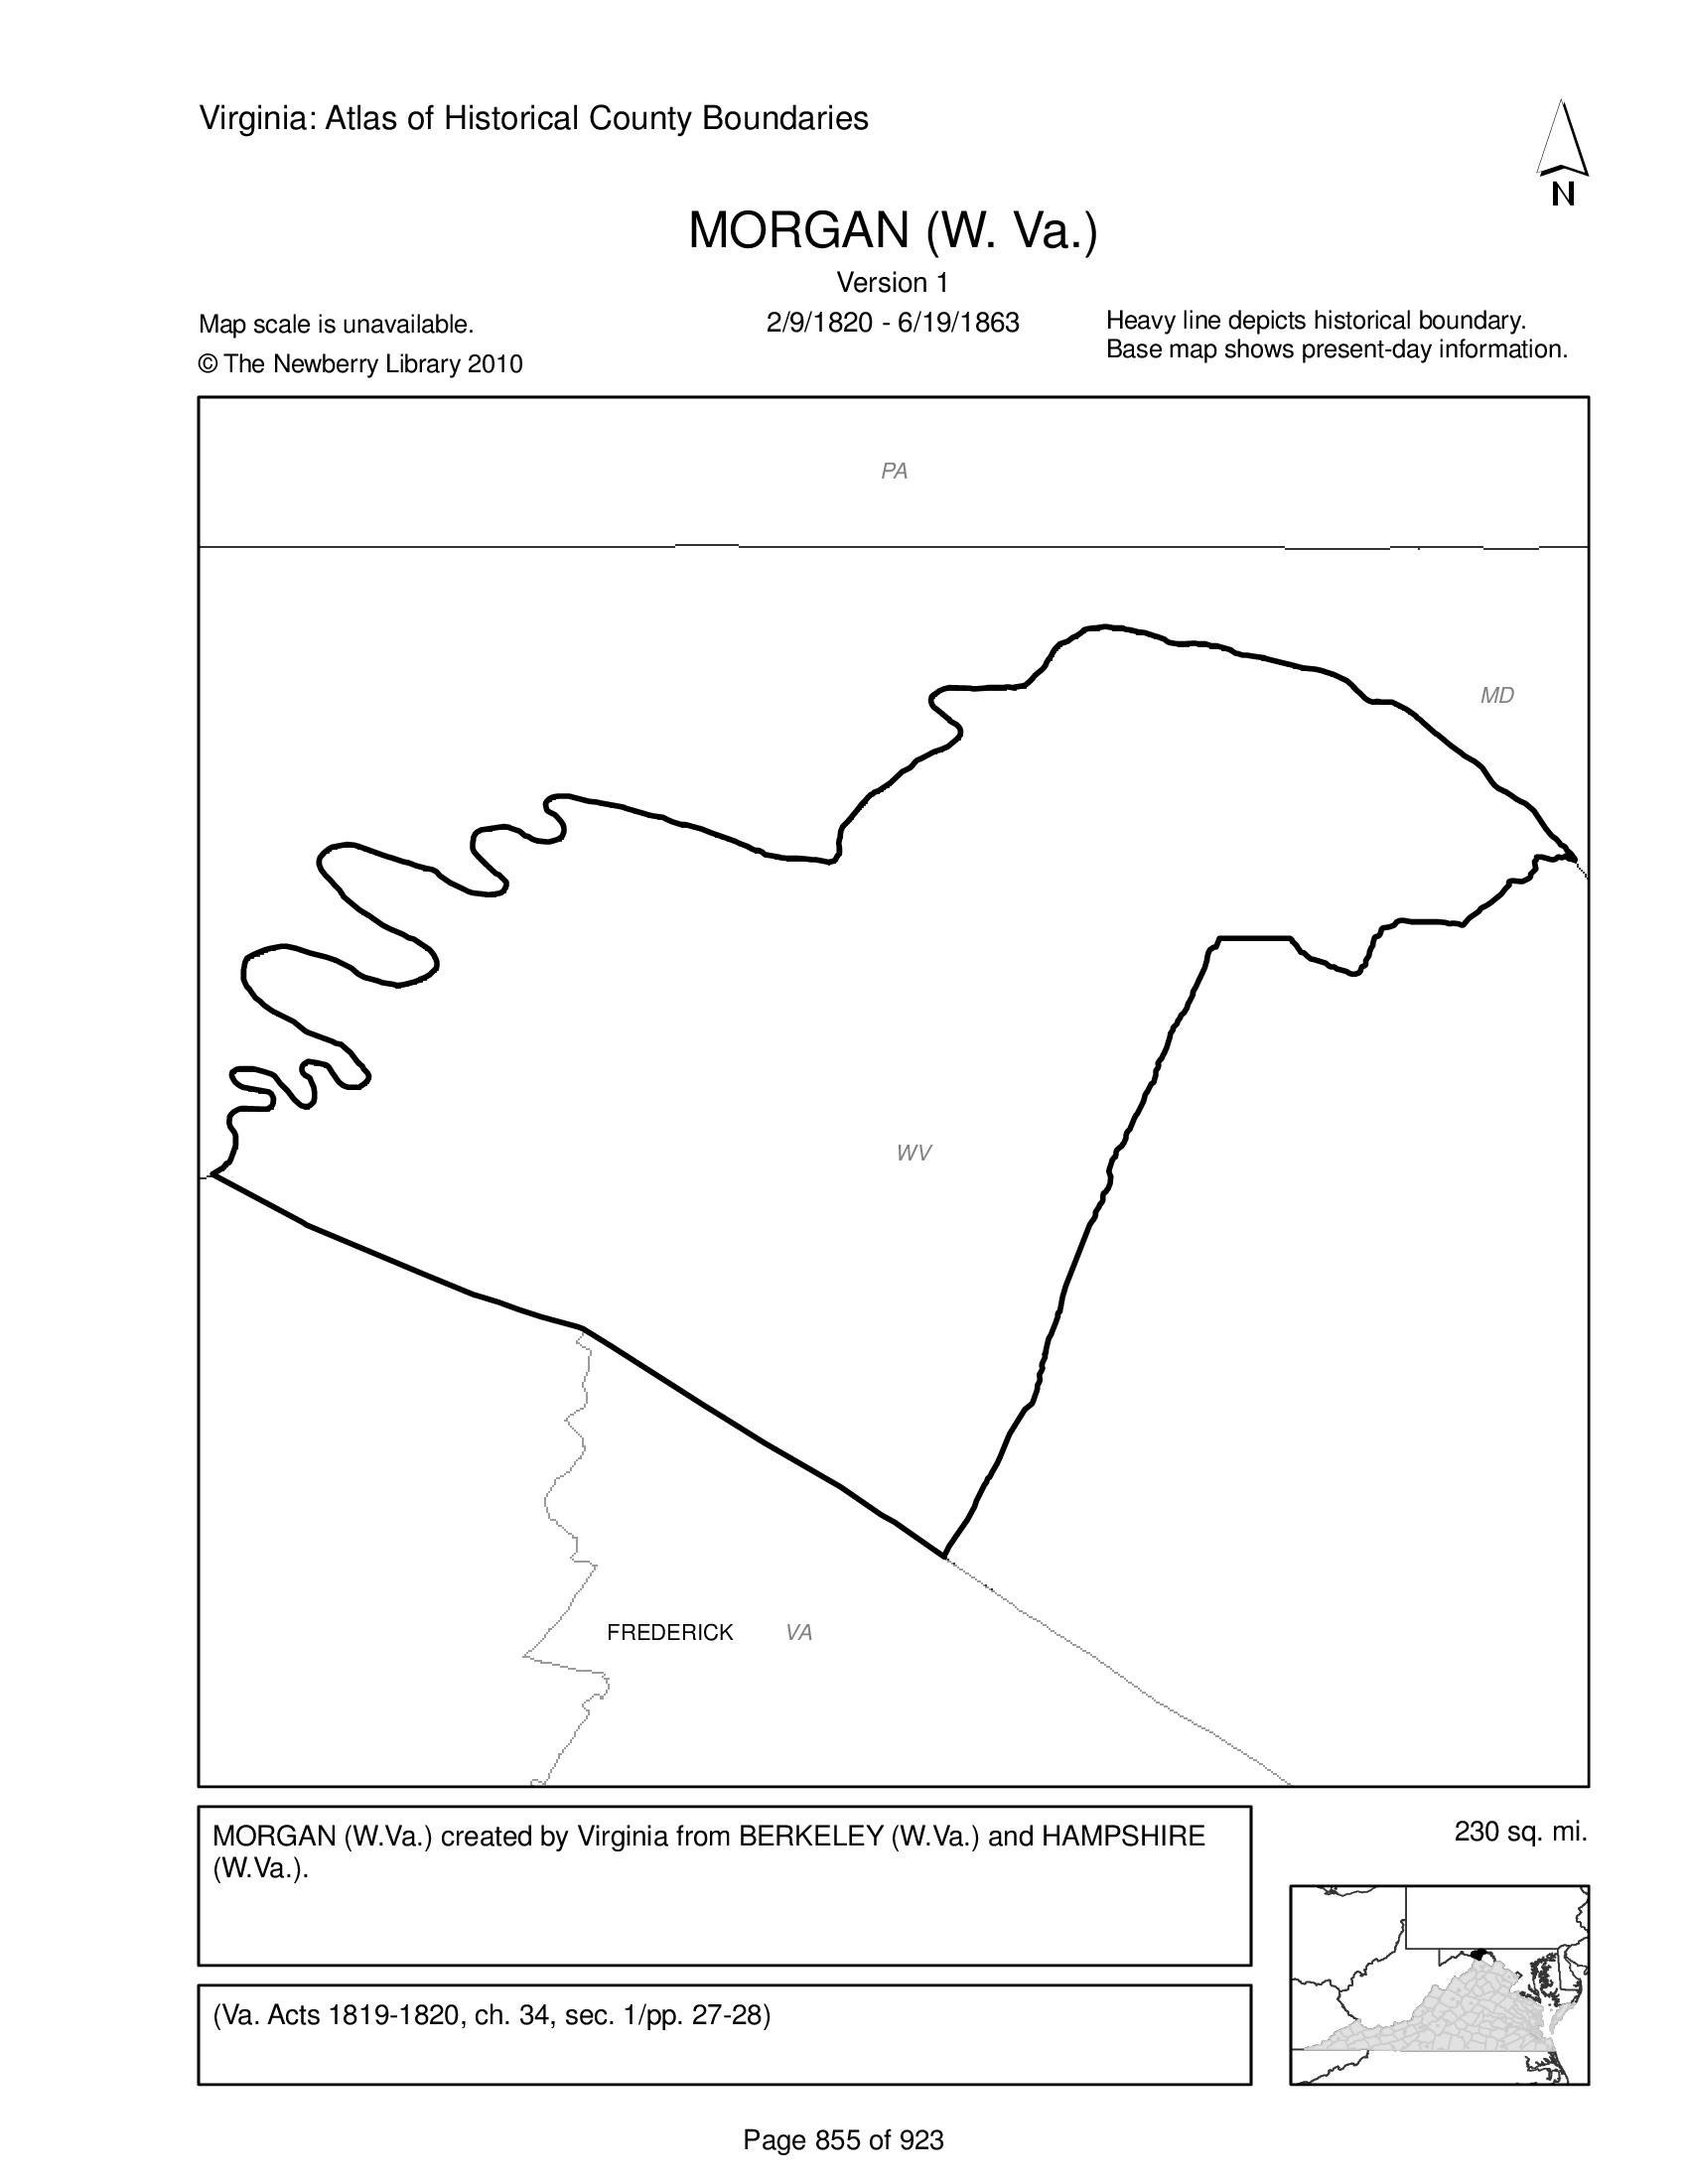 Virginia: Atlas of Historical County Boundaries
N
MORGAN (W. Va.)
Version 1
2/9/1820 - 6/19/1863
Map scale is unavailable.
© The Newberry Library 2010
Heavy line depicts historical boundary.
Base map shows present-day information.
PA
MD
WV
FREDERICK
VA
MORGAN (W.Va.) created by Virginia from BERKELEY (W.Va.) and HAMPSHIRE
(W.Va.).
230 sq. mi.
(Va. Acts 1819-1820, ch. 34, sec. 1/pp. 27-28)
Page 855 of 923